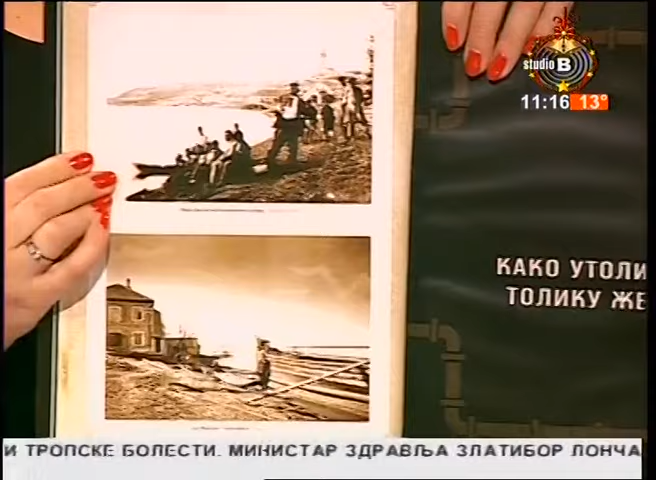 studio B
11:16 13°
КАКО УТОЛИ
ТОЛИКУ ЖЕ
И ТРОПСКЕ БОЛЕСТИ. МИНИСТАР ЗДРАВЉА ЗЛАТИБОР ЛОНЧА